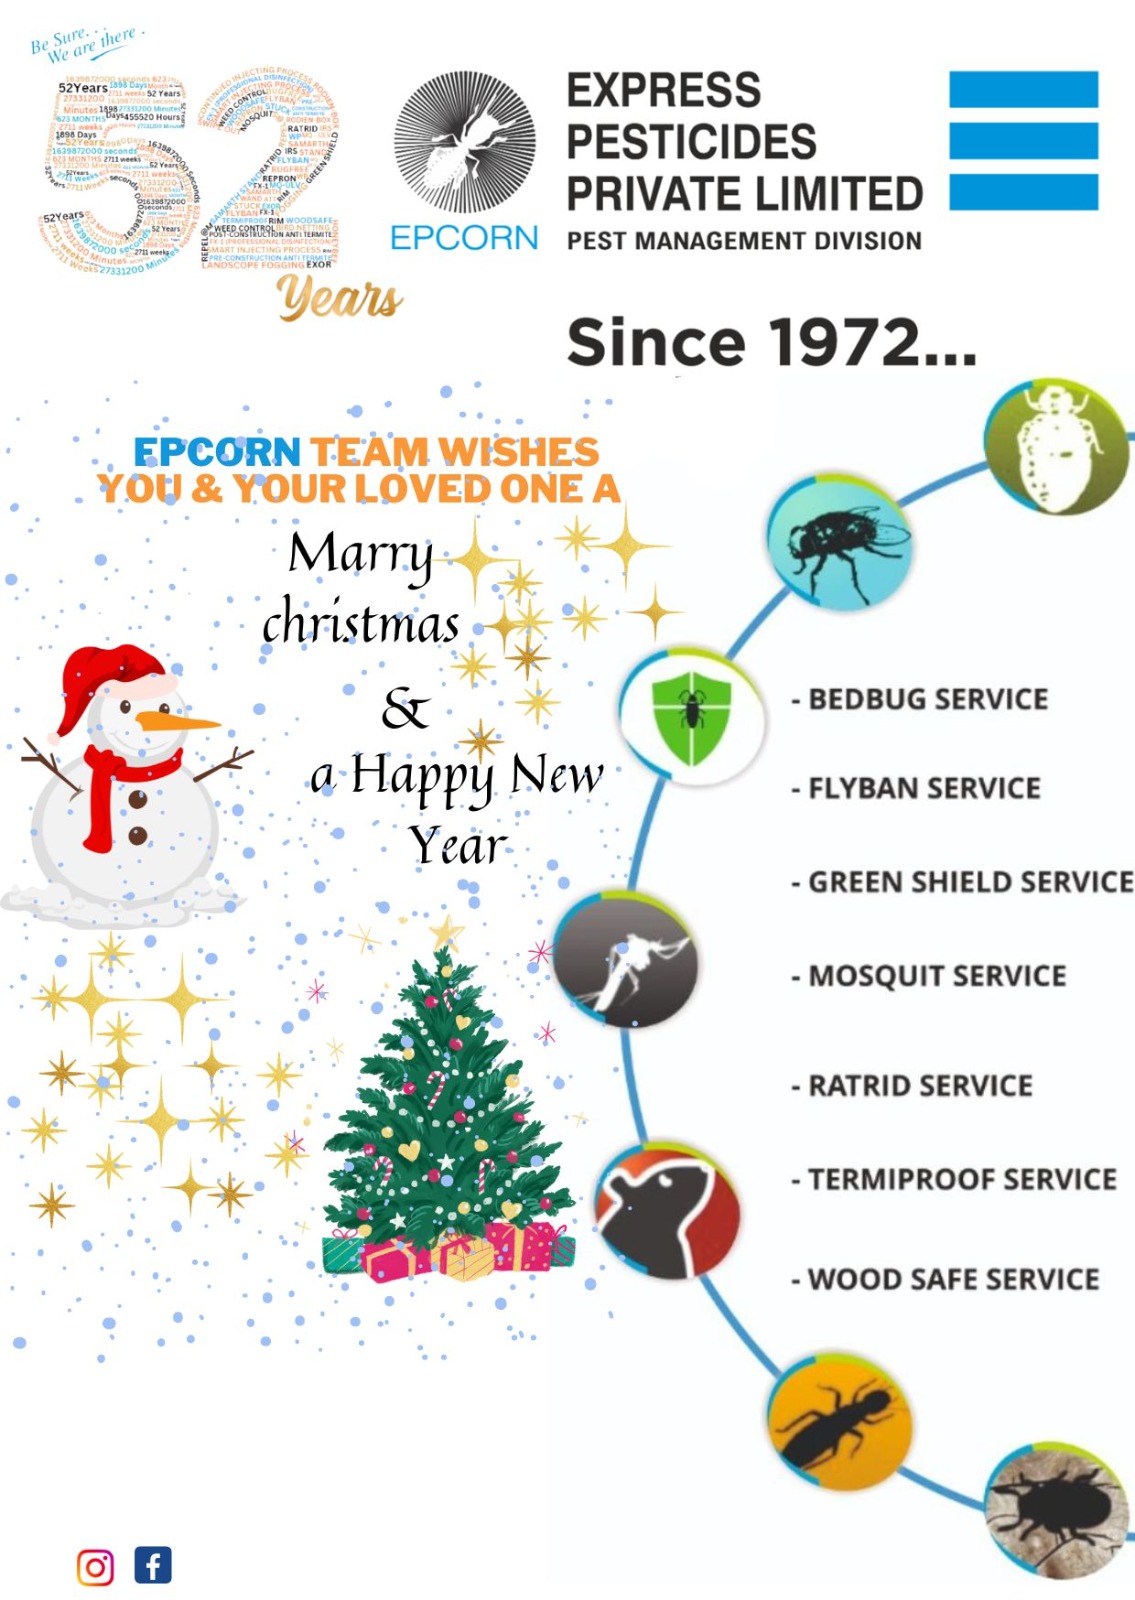 Be Sure. . .
We are there .
52
Years
EPCORN
EXPRESS
PESTICIDES
PRIVATE LIMITED
PEST MANAGEMENT DIVISION
Since 1972...
EPCORN TEAM WISHES
YOU & YOUR LOVED ONE A
Marry
christmas
&
a Happy New
Year
- BEDBUG SERVICE
- FLYBAN SERVICE
- GREEN SHIELD SERVICE
- MOSQUIT SERVICE
- RATRID SERVICE
- TERMIPROOF SERVICE
- WOOD SAFE SERVICE